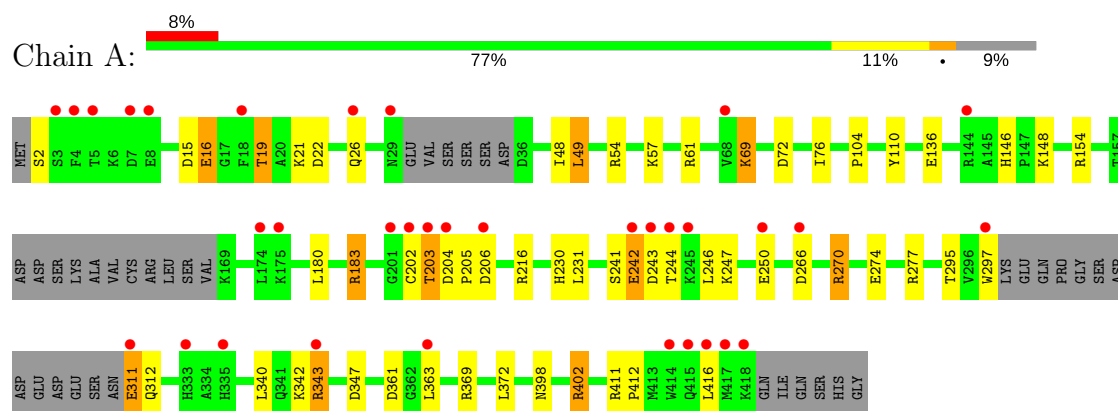 8%
Chain A:
77% 11% • 9%
MET S2 S3 F4 T5 K6 D7 E8 D15 E16 G17 F18 T19 A20 K21 D22 Q26 N29 GLU VAL SER SER SER ASP D36 I48 L49 R54 K57 R61 V68 K69 D72 I76 P104 Y110 E136 R144 A145 H146 P147 K148 R154 T157
ASP ASP SER LYS ALA VAL CYS ARG LEU SER VAL K169 L174 K175 L180 R183 G201 C202 T203 D204 P205 D206 R216 H230 L231 S241 E242 D243 T244 K245 L246 K247 E250 D266 R270 E274 R277 T295 V296 W297 LYS GLU GLN PRO GLY SER ASP
ASP GLU ASP GLU SER ASN E311 Q312 H333 A334 H335 L340 Q341 K342 R343 D347 D361 G362 L363 R369 L372 N398 R402 R411 P412 M413 W414 Q415 L416 M417 K418 GLN ILE GLN SER HIS GLY